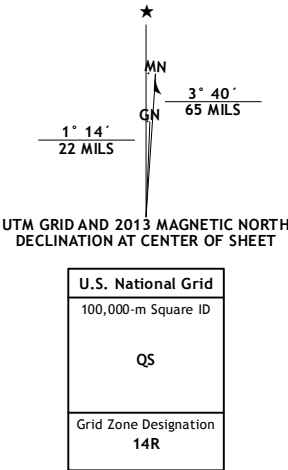 ★
MN
3° 40´
65 MILS
GN
1° 14´
22 MILS
UTM GRID AND 2013 MAGNETIC NORTH
DECLINATION AT CENTER OF SHEET
U.S. National Grid
100,000-m Square ID
QS
Grid Zone Designation
14R